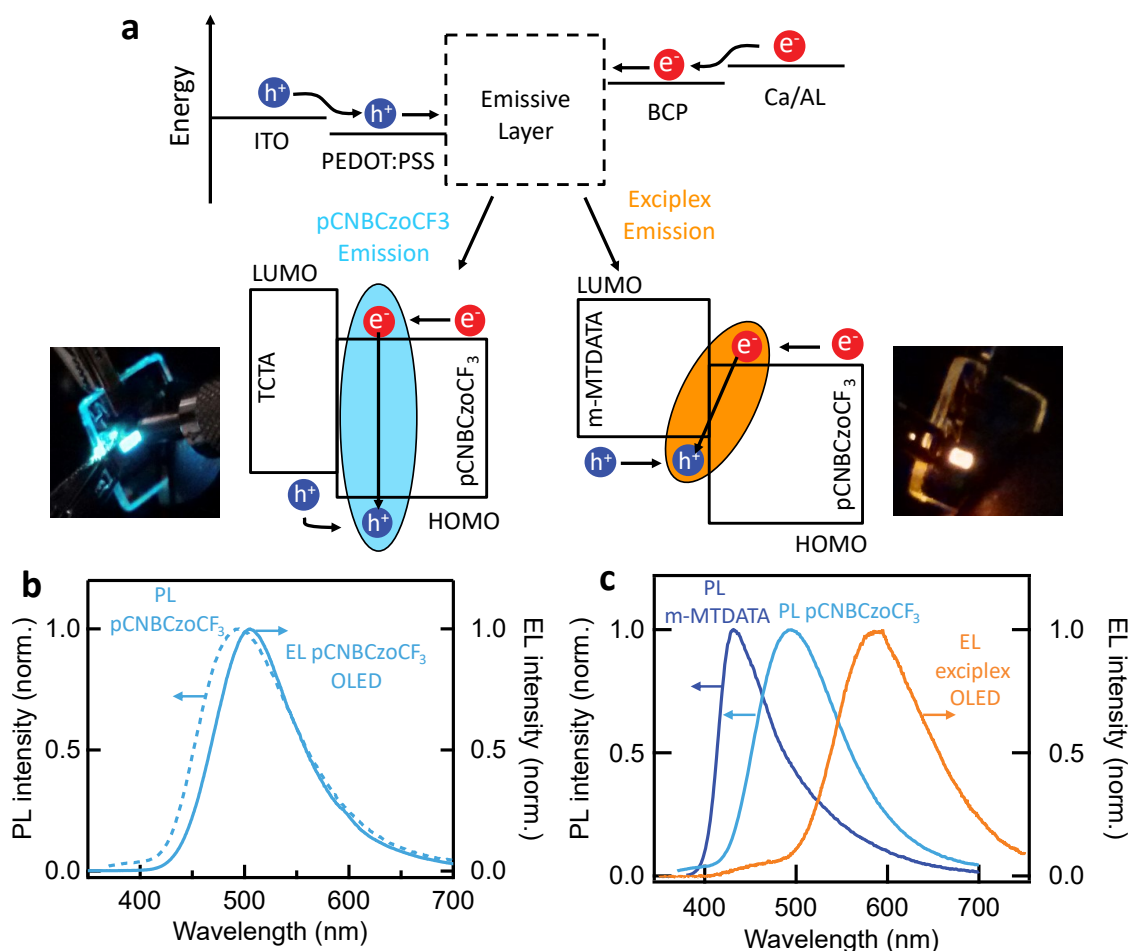 a
Energy
h⁺
ITO
h⁺
PEDOT:PSS
Emissive
Layer
e⁻
BCP
e⁻
Ca/AL
pCNBCzoCF3
Emission
Exciplex
Emission
LUMO
TCTA
e⁻
e⁻
pCNBCzoCF₃
h⁺
h⁺
HOMO
LUMO
m-MTDATA
e⁻
e⁻
h⁺
h⁺
pCNBCzoCF₃
HOMO
b
PL
pCNBCzoCF₃
EL pCNBCzoCF₃
OLED
PL intensity (norm.)
1.0
0.5
0.0
EL intensity (norm.)
1.0
0.5
0.0
400
500
600
700
Wavelength (nm)
c
PL
m-MTDATA
PL pCNBCzoCF₃
EL
exciplex
OLED
PL intensity (norm.)
1.0
0.5
0.0
EL intensity (norm.)
1.0
0.5
0.0
400
500
600
700
Wavelength (nm)